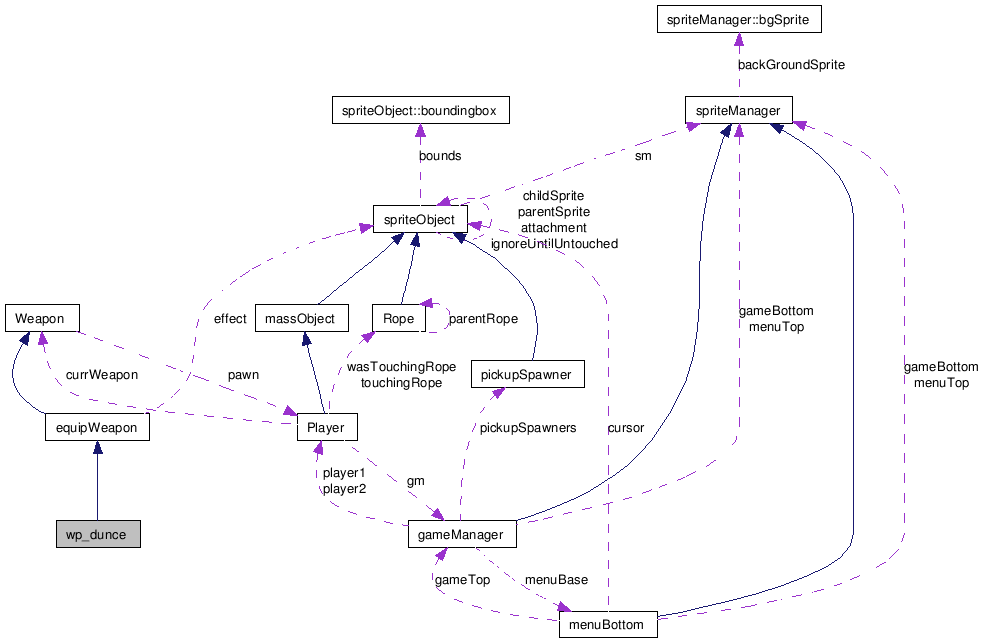 spriteManager::bgSprite
backGroundSprite
spriteObject::boundingbox
spriteManager
bounds
sm
childSprite
parentSprite
attachment
ignoreUntilUntouched
spriteObject
Weapon
effect
massObject
Rope
parentRope
gameBottom
menuTop
currWeapon
pawn
wasTouchingRope
touchingRope
pickupSpawner
gameBottom
menuTop
equipWeapon
Player
pickupSpawners
cursor
player1
player2
gm
wp_dunce
gameManager
gameTop
menuBase
menuBottom